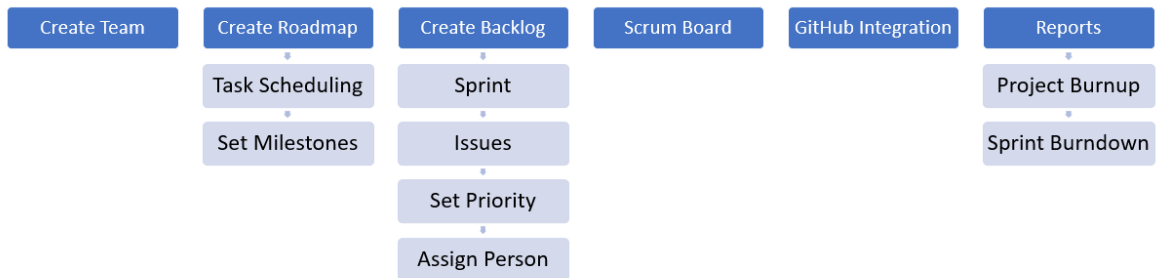 Create Team
Create Roadmap
Task Scheduling
Set Milestones
Create Backlog
Sprint
Issues
Set Priority
Assign Person
Scrum Board
GitHub Integration
Reports
Project Burnup
Sprint Burndown